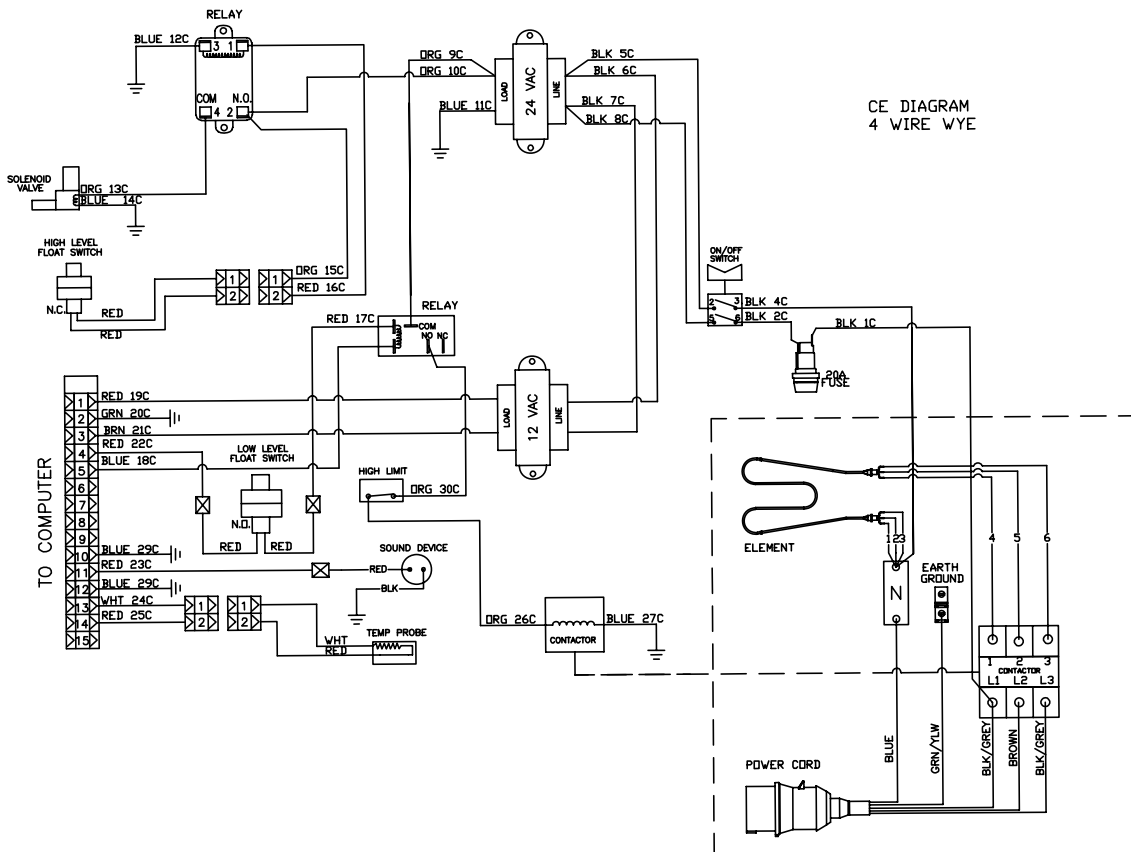 RELAY
BLUE 12C
3 1
COM N.O.
4 2
ORG 9C
ORG 10C
BLUE 11C
LOAD
24 VAC
LINE
BLK 5C
BLK 6C
BLK 7C
BLK 8C
CE DIAGRAM
4 WIRE WYE
SOLENOID
VALVE
ORG 13C
BLUE 14C
HIGH LEVEL
FLOAT SWITCH
N.C.
RED
RED
1
2
1
2
ORG 15C
RED 16C
ON/OFF
SWITCH
2 3
5 6
BLK 4C
BLK 2C
BLK 1C
20A
FUSE
RELAY
RED 17C
COM
NO NC
TO COMPUTER
1
2
3
4
5
6
7
8
9
10
11
12
13
14
15
RED 19C
GRN 20C
BRN 21C
RED 22C
BLUE 18C
LOAD
12 VAC
LINE
LOW LEVEL
FLOAT SWITCH
N.O.
RED
RED
HIGH LIMIT
ORG 30C
BLUE 29C
RED 23C
BLUE 29C
WHT 24C
RED 25C
1
2
1
2
SOUND DEVICE
RED
BLK
TEMP PROBE
WHT
RED
ORG 26C
BLUE 27C
CONTACTOR
ELEMENT
123
N
EARTH
GROUND
4
5
6
1 2 3
CONTACTOR
L1 L2 L3
BLUE
GRN/YLW
BLK/GREY
BROWN
BLK/GREY
POWER CORD